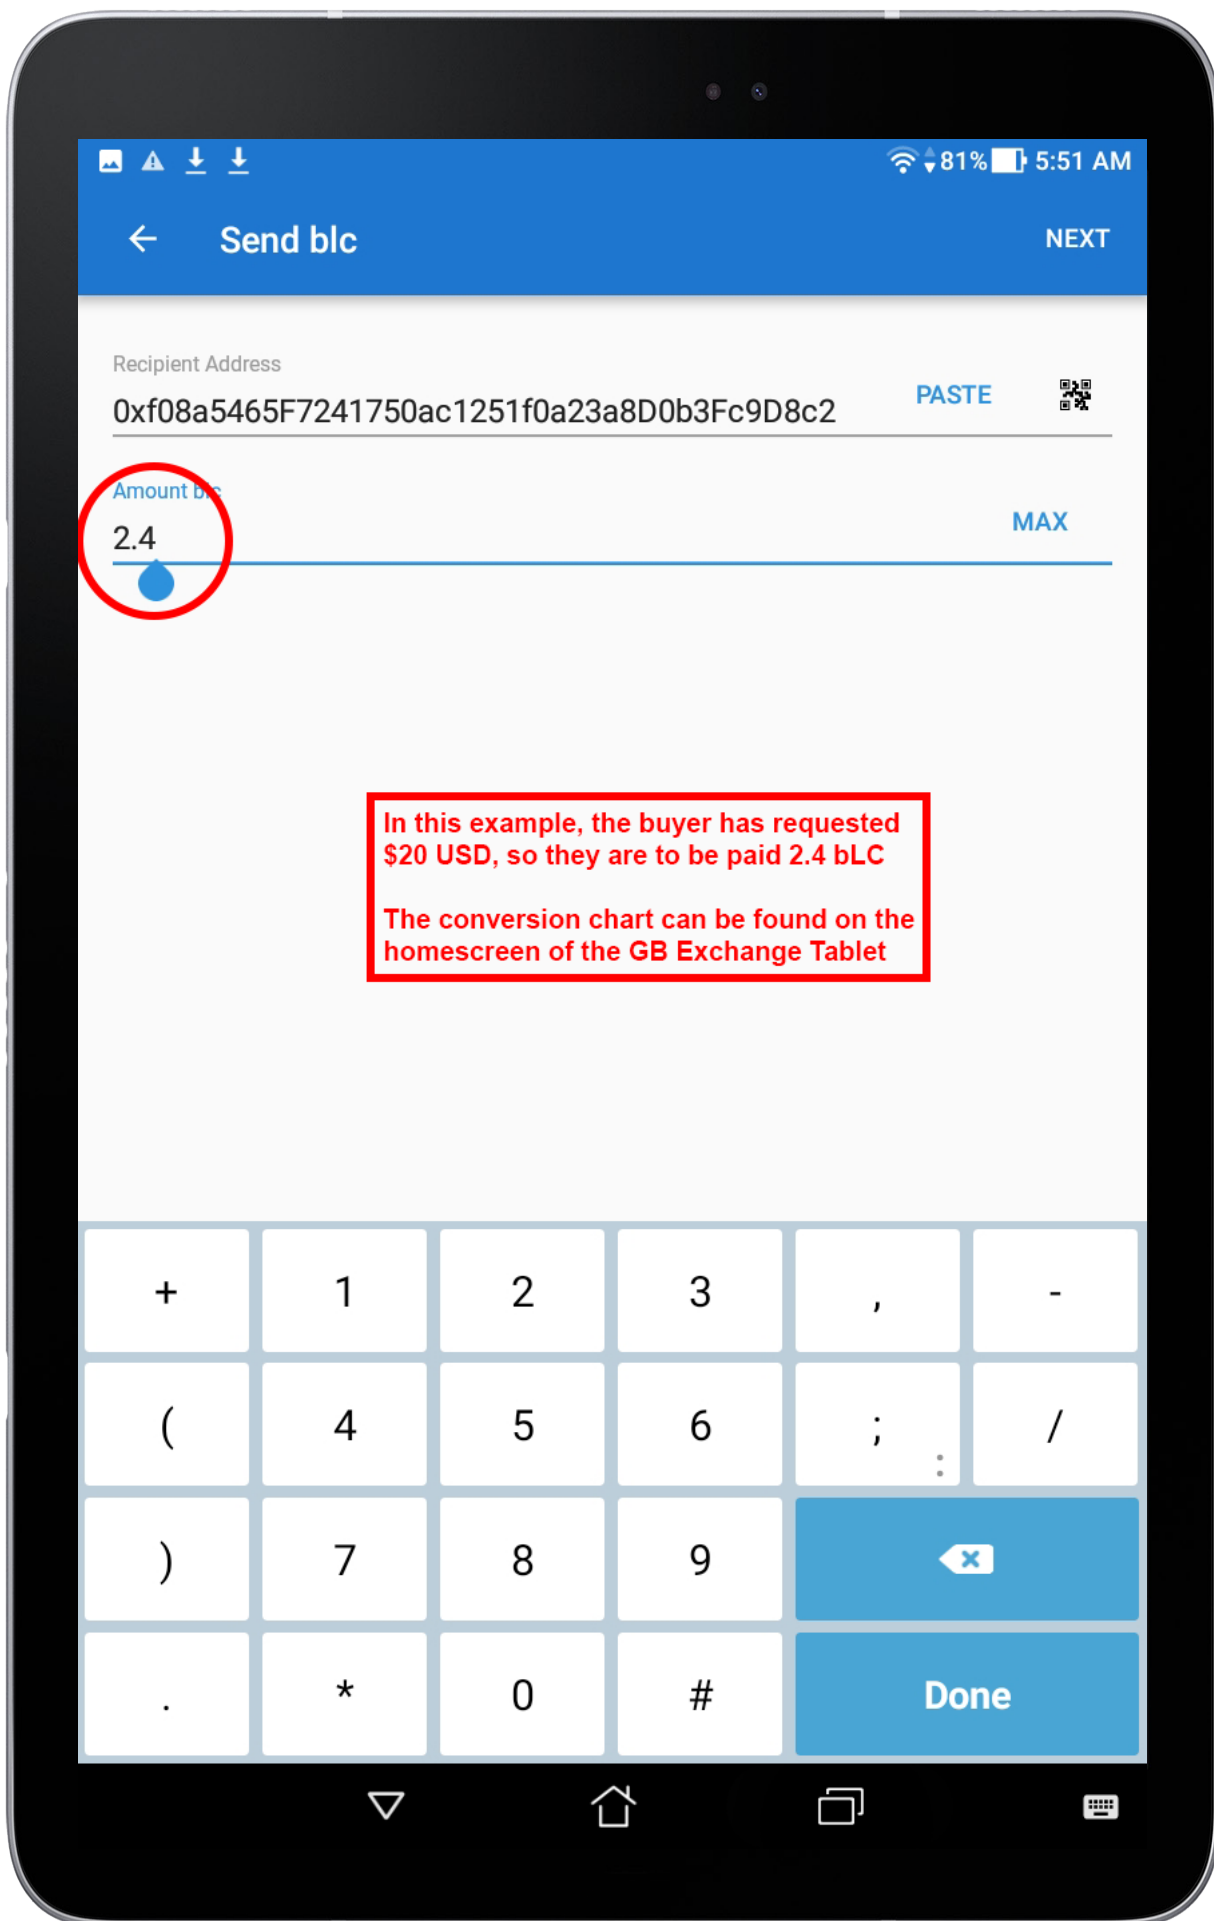 81% 5:51 AM
Send blc
NEXT
Recipient Address
0xf08a5465F7241750ac1251f0a23a8D0b3Fc9D8c2
PASTE
Amount blc
2.4
MAX
In this example, the buyer has requested
$20 USD, so they are to be paid 2.4 bLC
The conversion chart can be found on the
homescreen of the GB Exchange Tablet
+ 1 2 3 , -
( 4 5 6 ; : /
) 7 8 9
. * 0 # Done